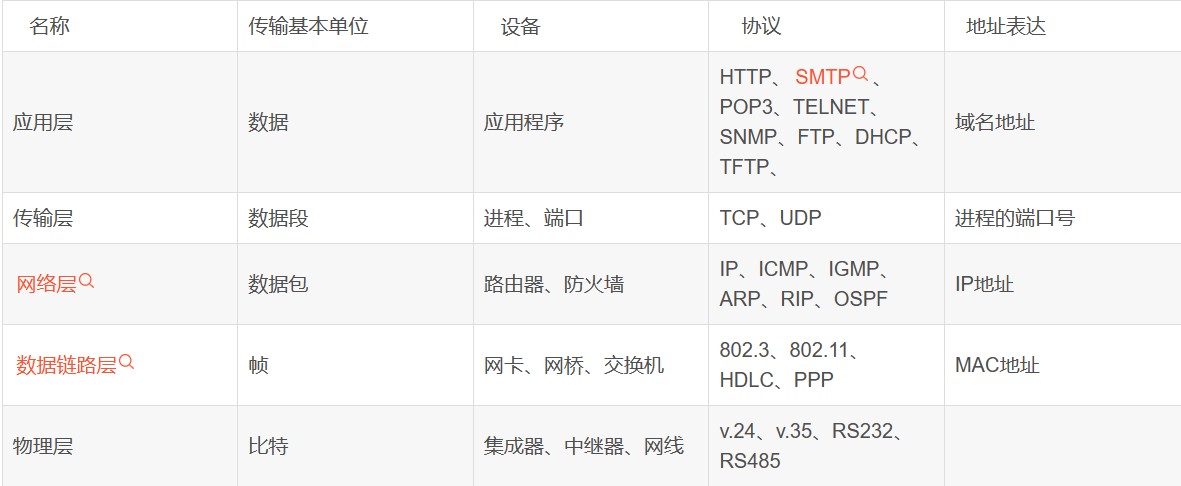 名称 传输基本单位 设备 协议 地址表达
应用层 数据 应用程序 HTTP、 SMTP、
POP3、TELNET、
SNMP、FTP、DHCP、
TFTP、 域名地址
传输层 数据段 进程、端口 TCP、UDP 进程的端口号
网络层 数据包 路由器、防火墙 IP、ICMP、IGMP、
ARP、RIP、OSPF IP地址
数据链路层 帧 网卡、网桥、交换机 802.3、802.11、
HDLC、PPP MAC地址
物理层 比特 集成器、中继器、网线 v.24、v.35、RS232、
RS485